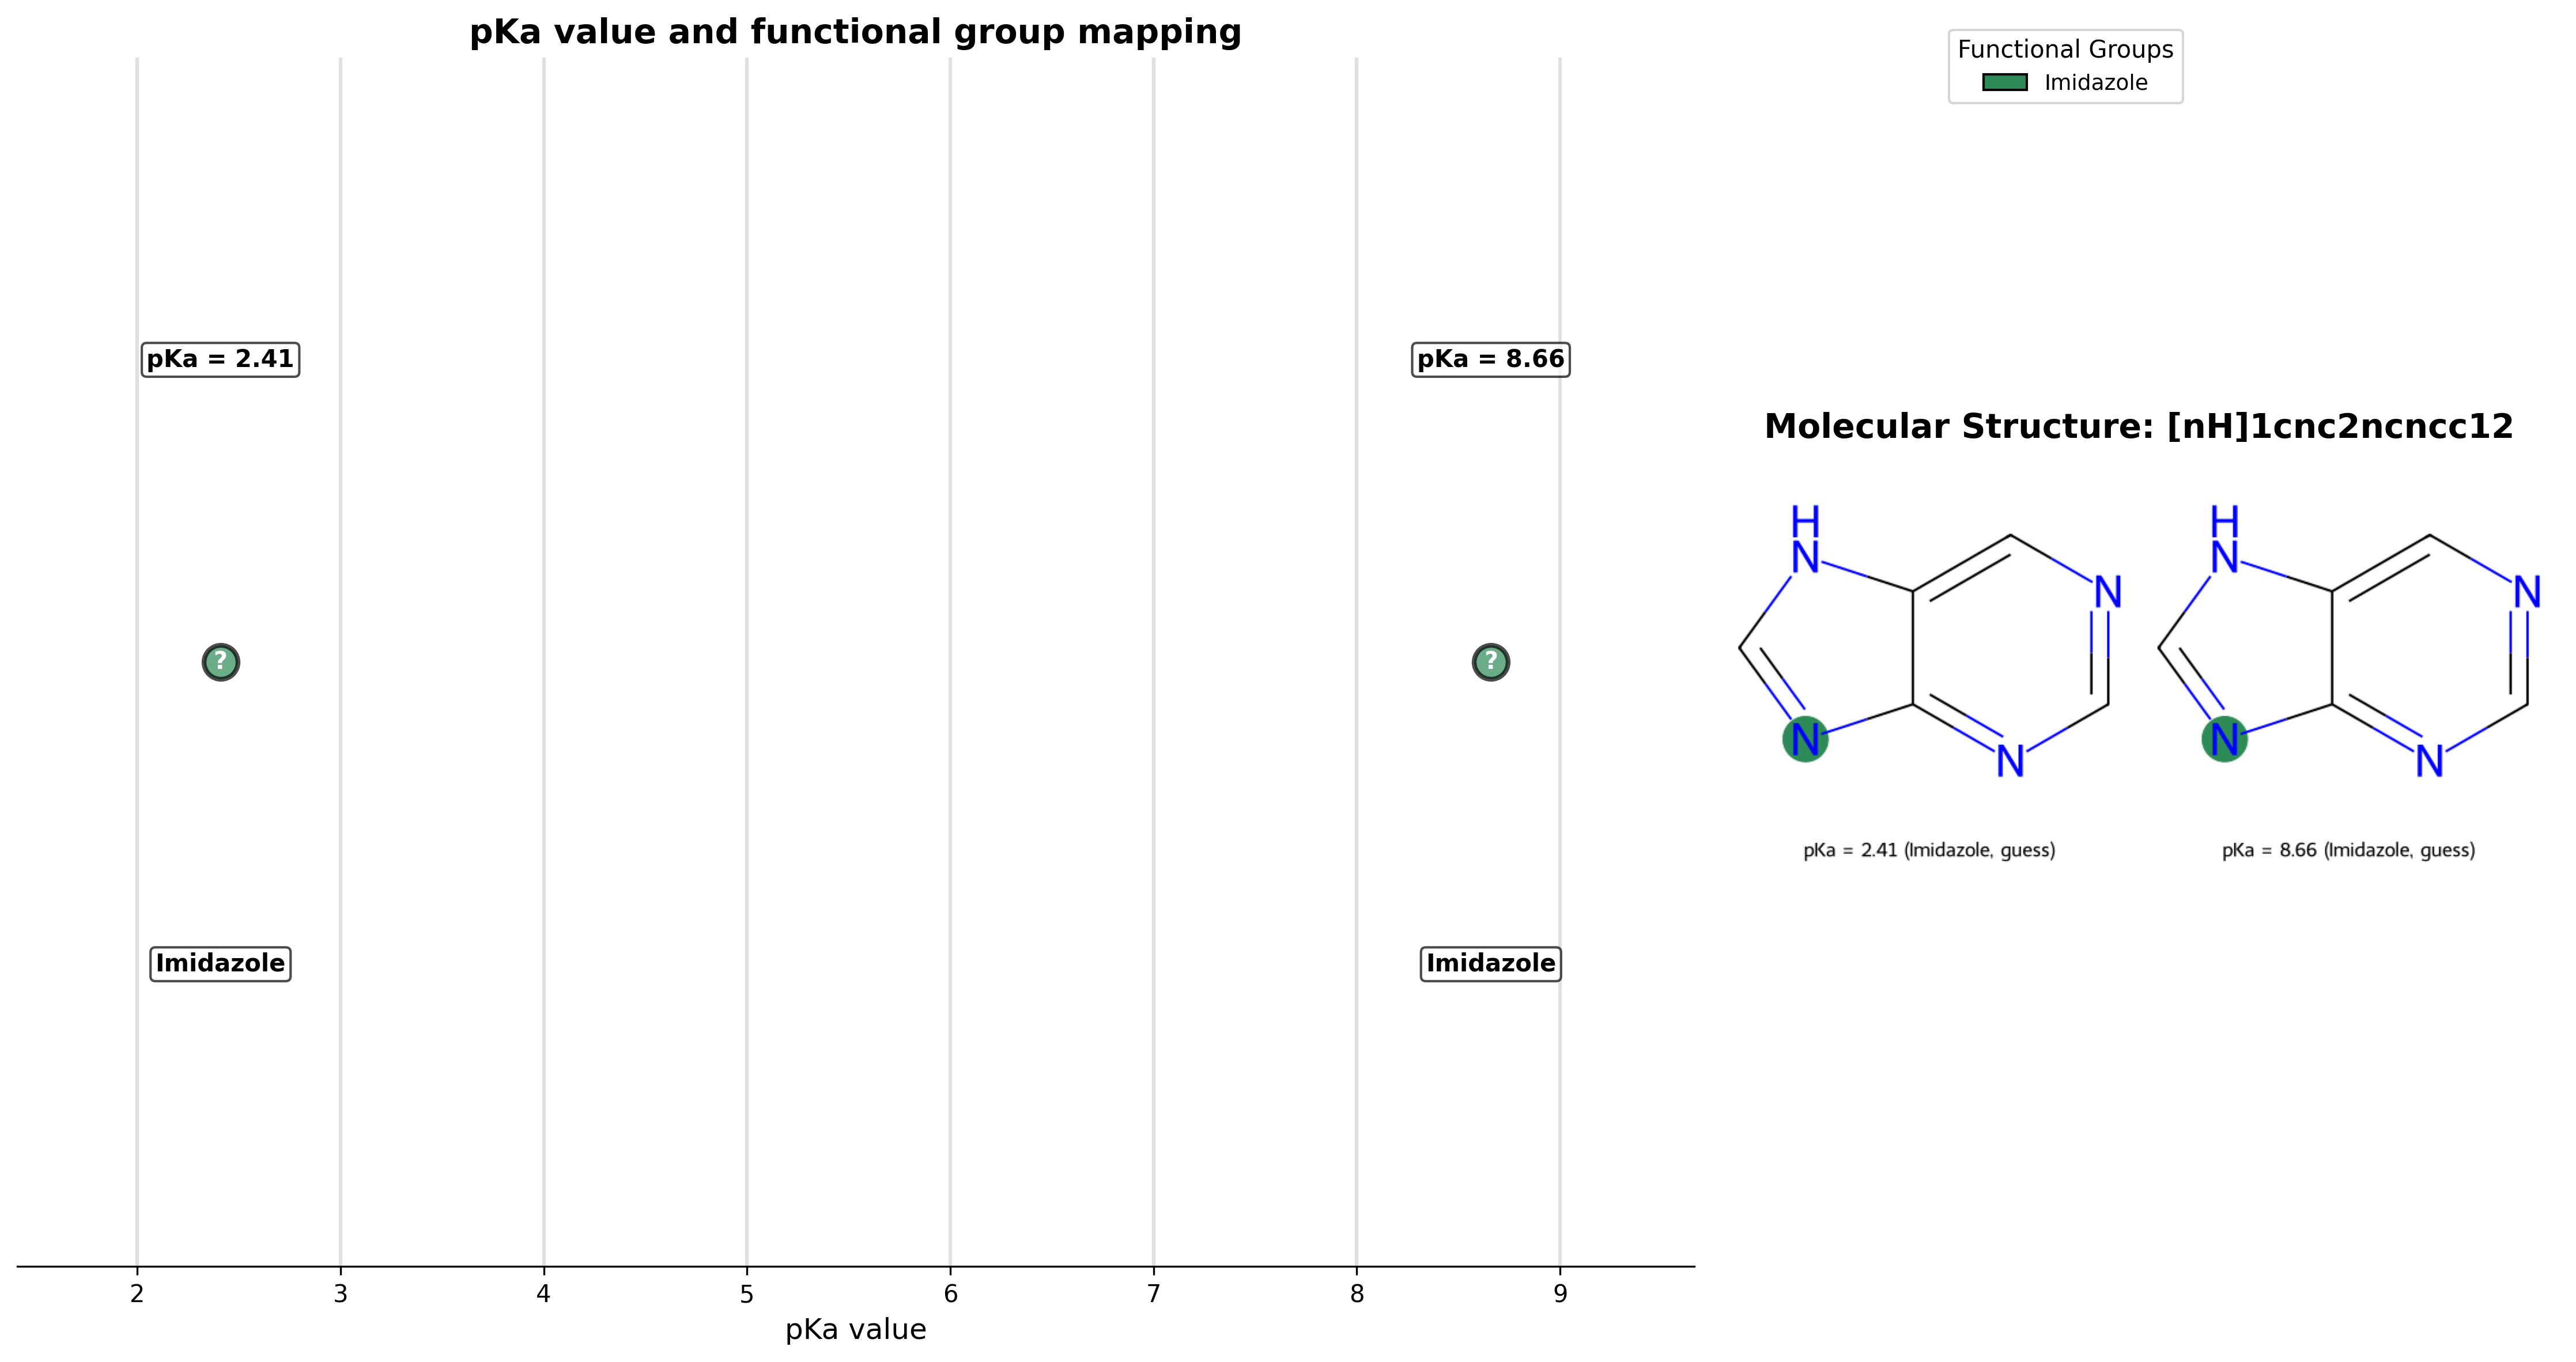 pKa value and functional group mapping
Functional Groups
Imidazole
pKa = 2.41
pKa = 8.66
Molecular Structure: [nH]1cnc2ncncc12
H
N
N
N
N
H
N
N
N
N
?
?
pKa = 2.41 (Imidazole, guess)
pKa = 8.66 (Imidazole, guess)
Imidazole
Imidazole
2 3 4 5 6 7 8 9
pKa value